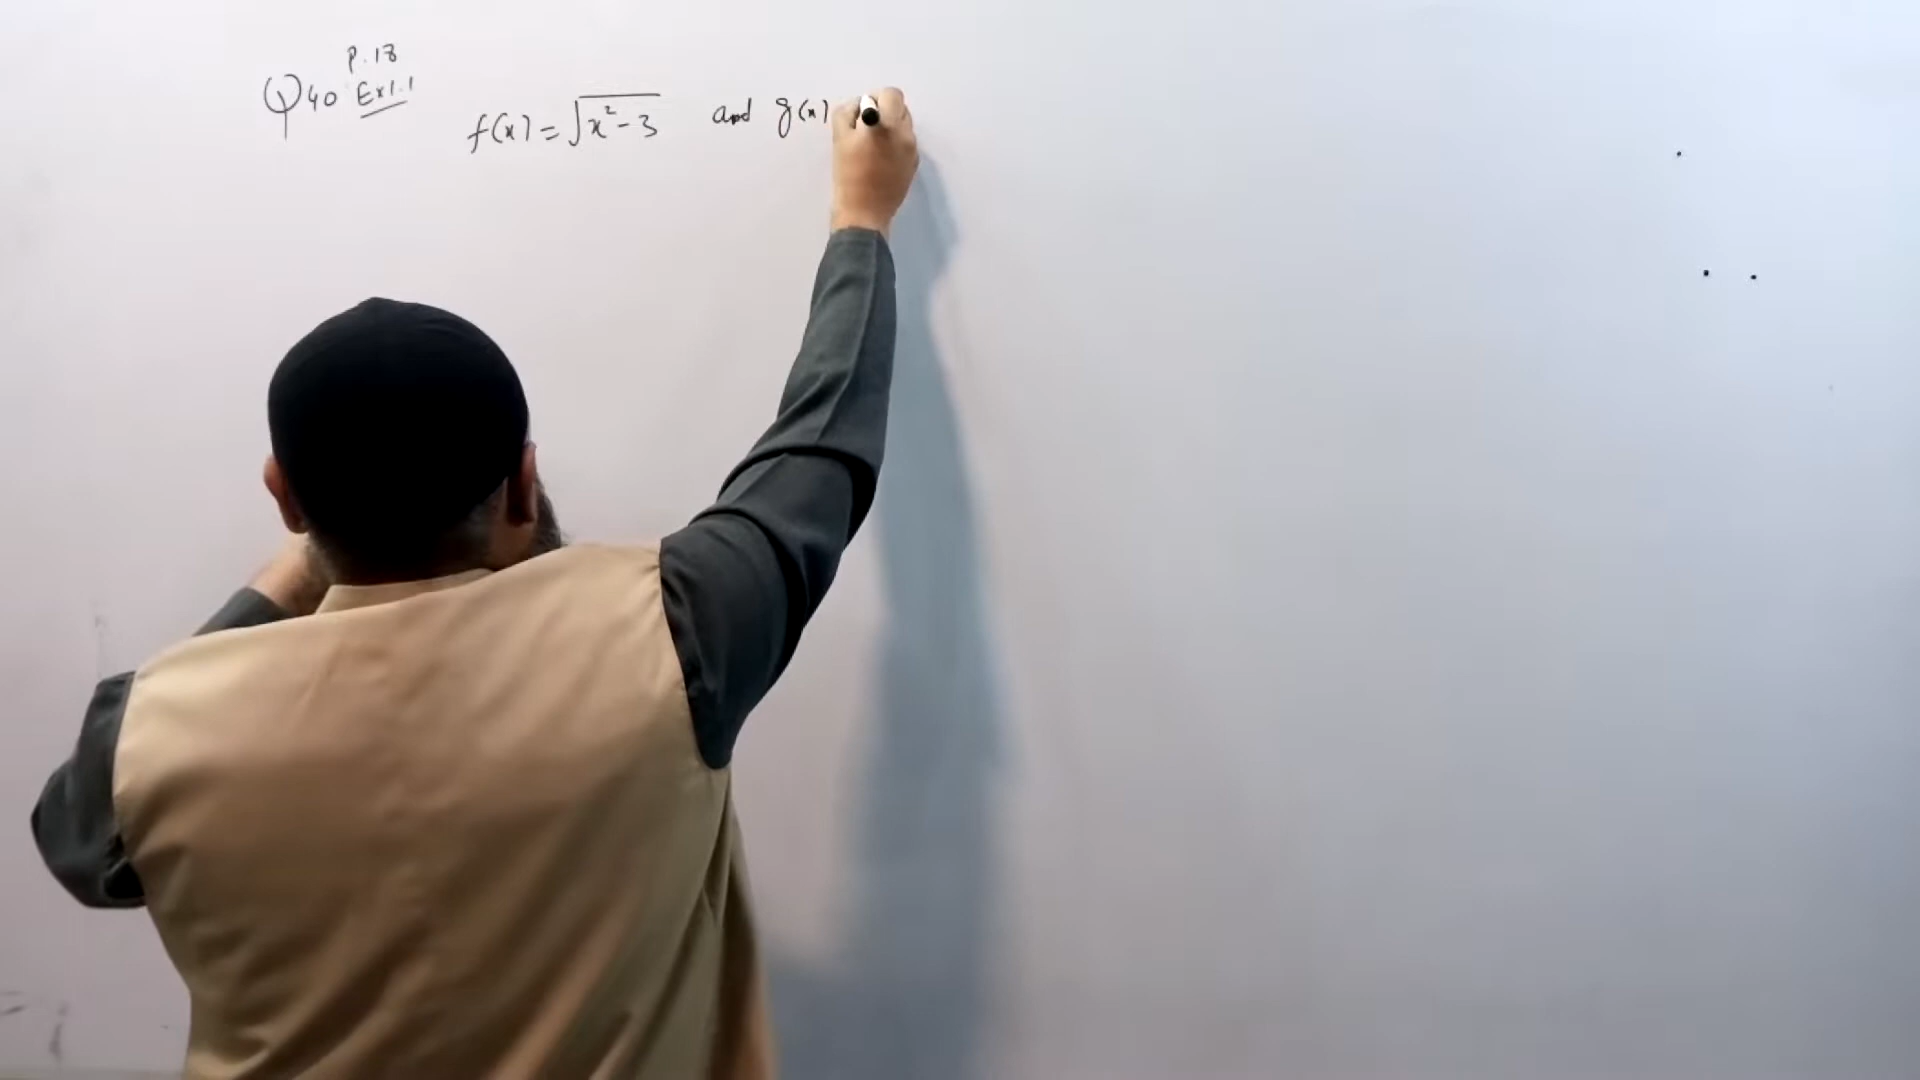 P. 18
Q40 Ex1.1
f(x) = √x² - 3 and g(x)